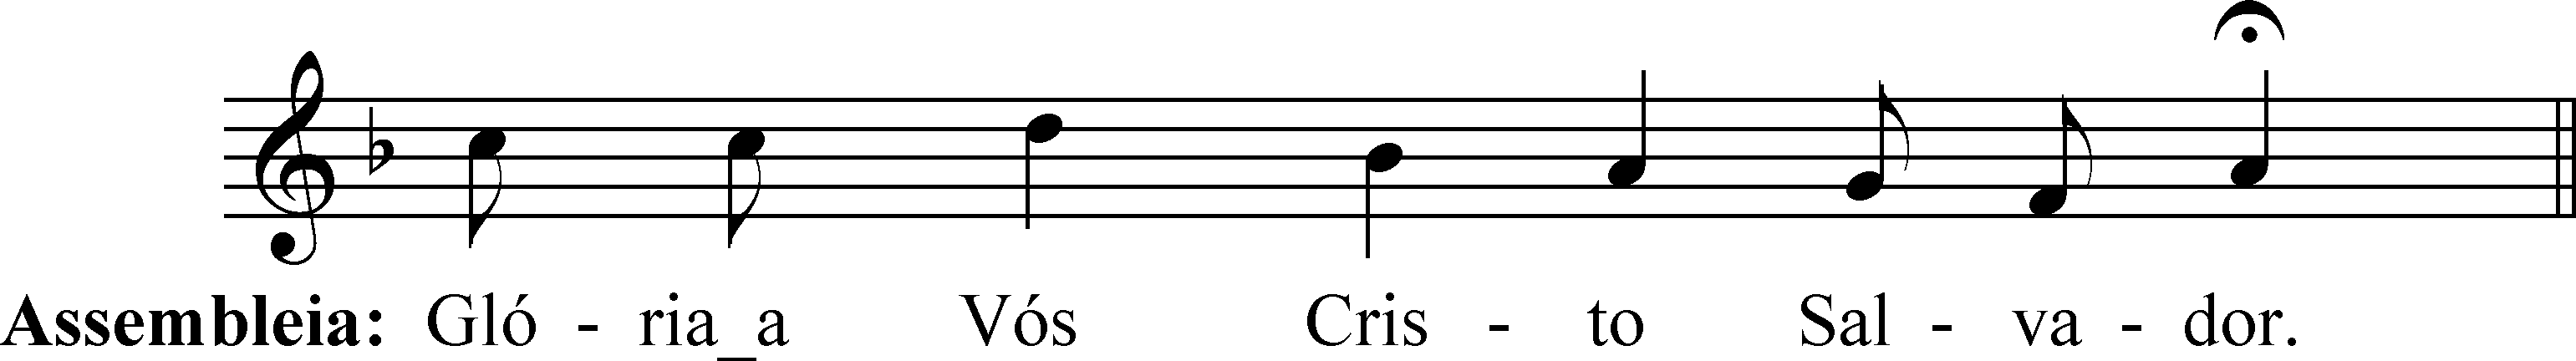 Assembleia: Gló - ria_a Vós Cris - to Sal - va - dor.